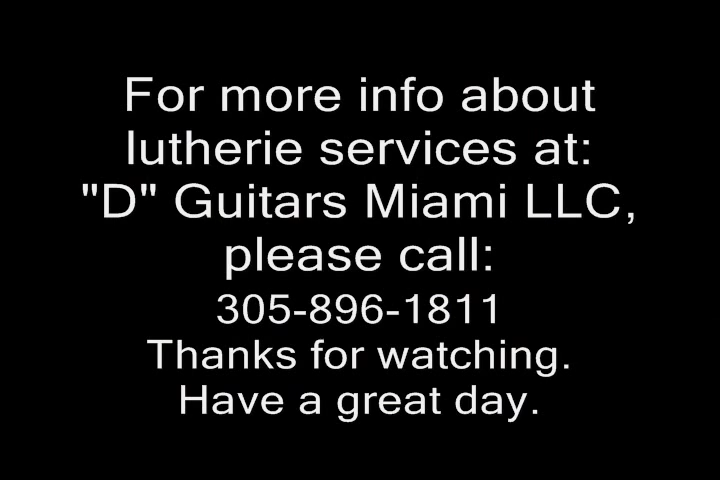 For more info about
lutherie services at:
"D" Guitars Miami LLC,
please call:
305-896-1811
Thanks for watching.
Have a great day.